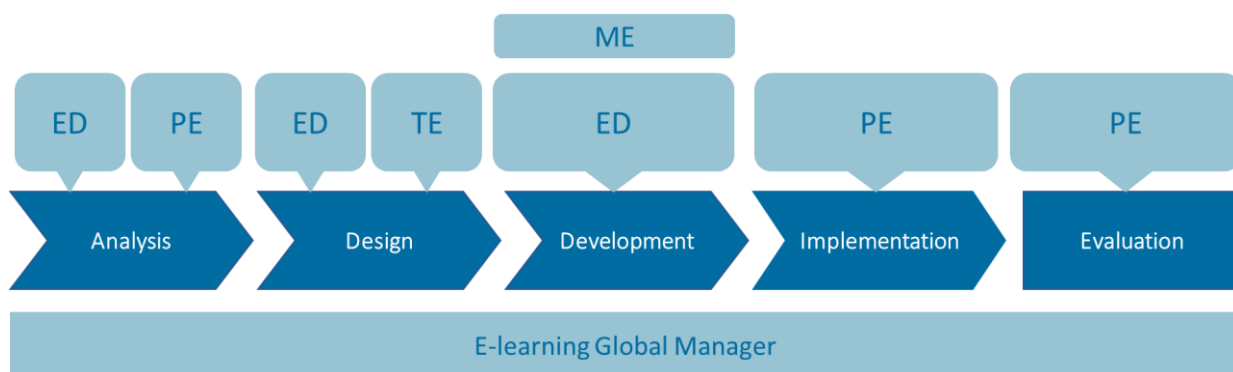 ME
ED PE ED TE ED PE PE
Analysis Design Development Implementation Evaluation
E-learning Global Manager